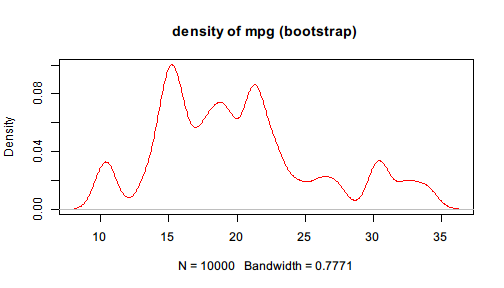 density of mpg (bootstrap)
Density
0.08
0.04
0.00
10 15 20 25 30 35
N = 10000 Bandwidth = 0.7771